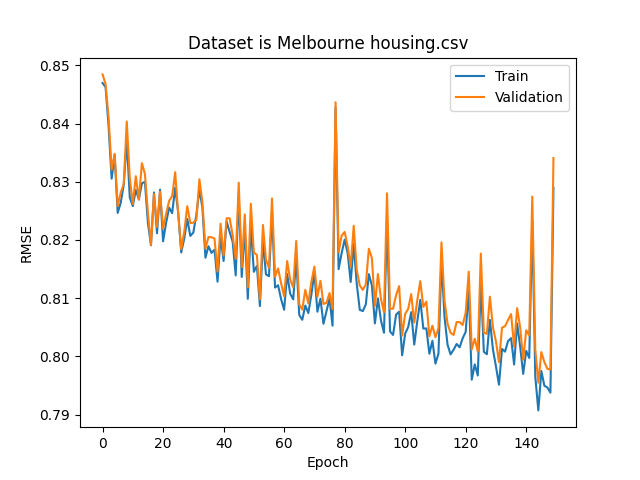 Dataset is Melbourne housing.csv
Train
Validation
0.85
0.84
0.83
0.82
0.81
0.80
0.79
RMSE
0 20 40 60 80 100 120 140
Epoch